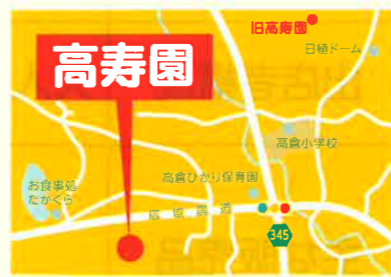 旧高寿園
日植ドーム
高寿園
高倉小学校
高倉ひかり保育園
お食事処
たかくら
広域農道
345